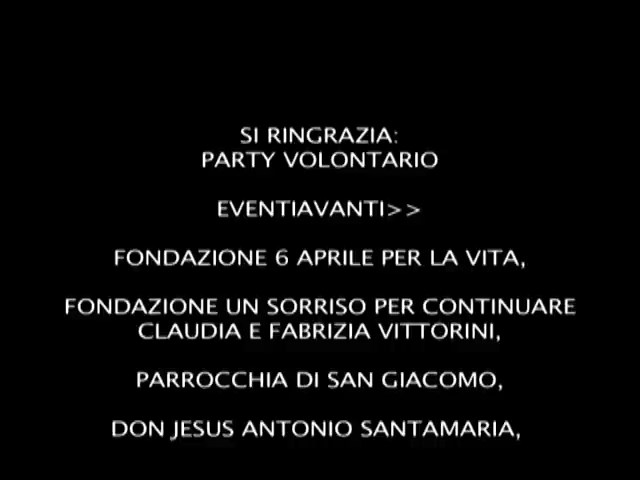 SI RINGRAZIA:
PARTY VOLONTARIO
EVENTIAVANTI>>
FONDAZIONE 6 APRILE PER LA VITA,
FONDAZIONE UN SORRISO PER CONTINUARE
CLAUDIA E FABRIZIA VITTORINI,
PARROCCHIA DI SAN GIACOMO,
DON JESUS ANTONIO SANTAMARIA,